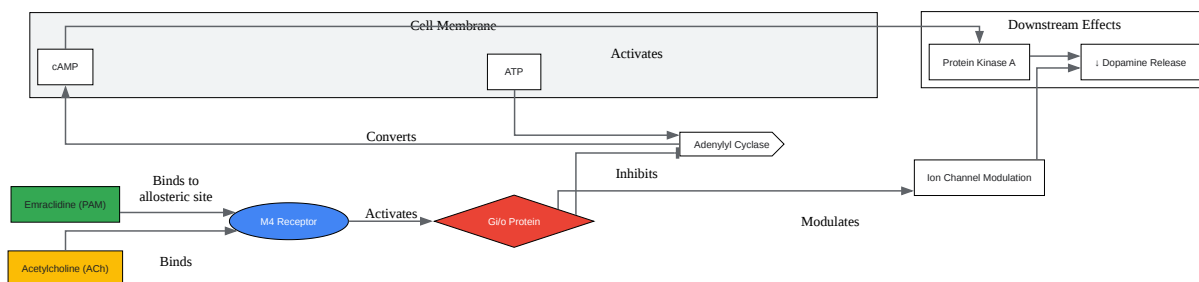 Cell Membrane
Downstream Effects
Activates
cAMP
ATP
Protein Kinase A
↓ Dopamine Release
Converts
Adenylyl Cyclase
Inhibits
Ion Channel Modulation
Binds to
allosteric site
Emraclidine (PAM)
M4 Receptor
Activates
Gi/o Protein
Modulates
Binds
Acetylcholine (ACh)